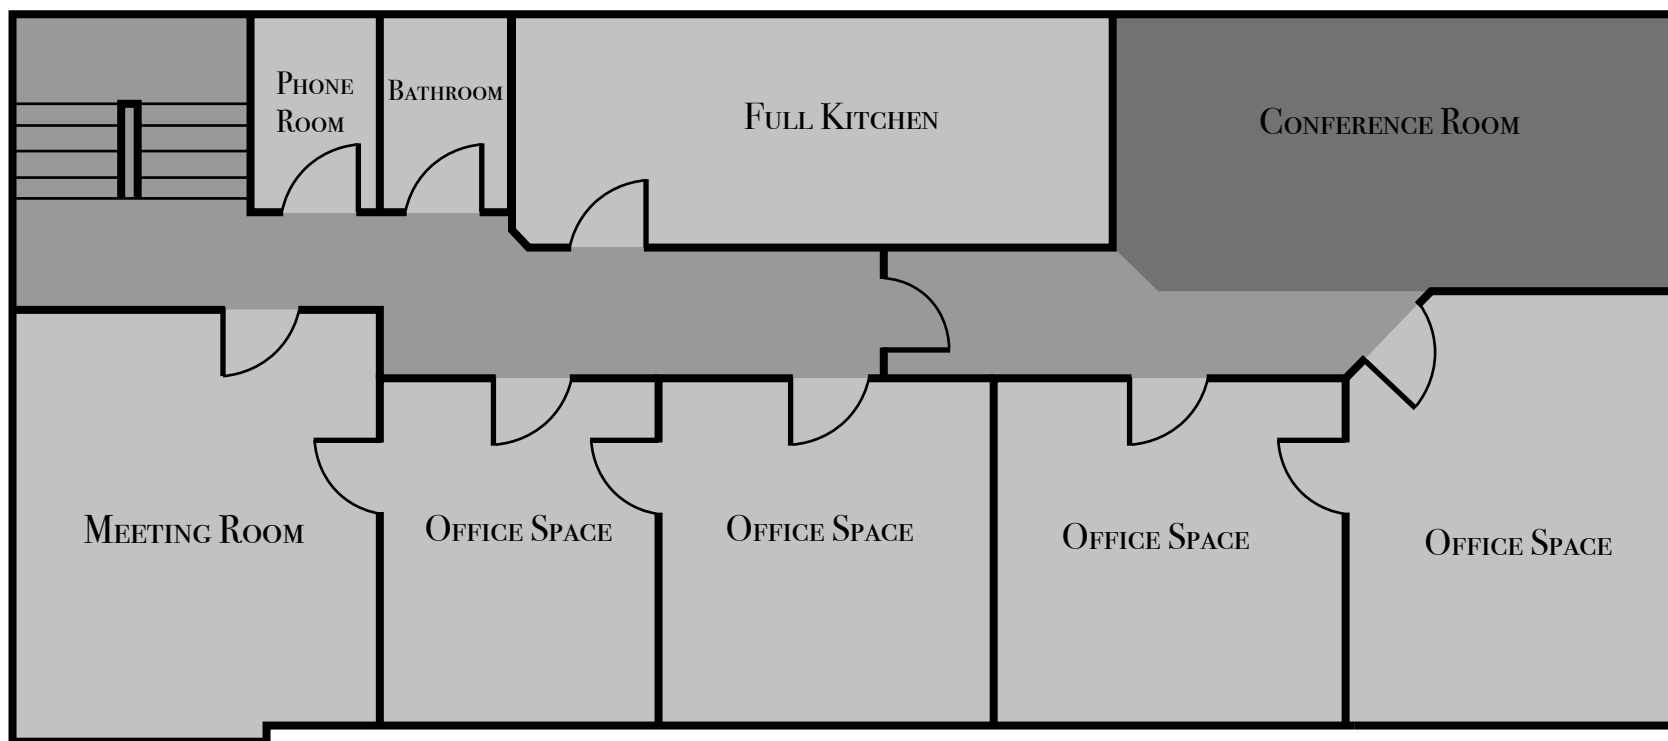 Phone
Room
Bathroom
Full Kitchen
Conference Room
Meeting Room
Office Space
Office Space
Office Space
Office Space